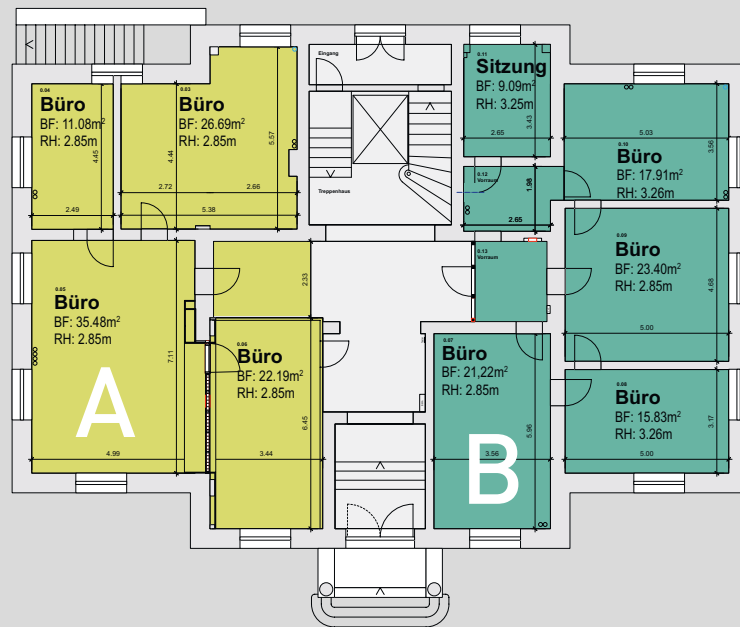 Eingang
0.11
Sitzung
BF: 9.09m²
RH: 3.25m
3.43
2.65
0.04
Büro
BF: 11.08m²
RH: 2.85m
4.45
2.49
0.03
Büro
BF: 26.69m²
RH: 2.85m
4.44
5.57
2.72
2.66
5.38
Treppenhaus
0.12
Vorraum
1.98
2.65
5.03
0.10
Büro
BF: 17.91m²
RH: 3.26m
3.56
0.05
Büro
BF: 35.48m²
RH: 2.85m
7.11
A
4.99
2.33
0.13
Vorraum
0.09
Büro
BF: 23.40m²
RH: 2.85m
4.68
5.00
0.06
Büro
BF: 22.19m²
RH: 2.85m
6.45
3.44
0.07
Büro
BF: 21,22m²
RH: 2.85m
5.96
3.56
B
0.08
Büro
BF: 15.83m²
RH: 3.26m
3.17
5.00